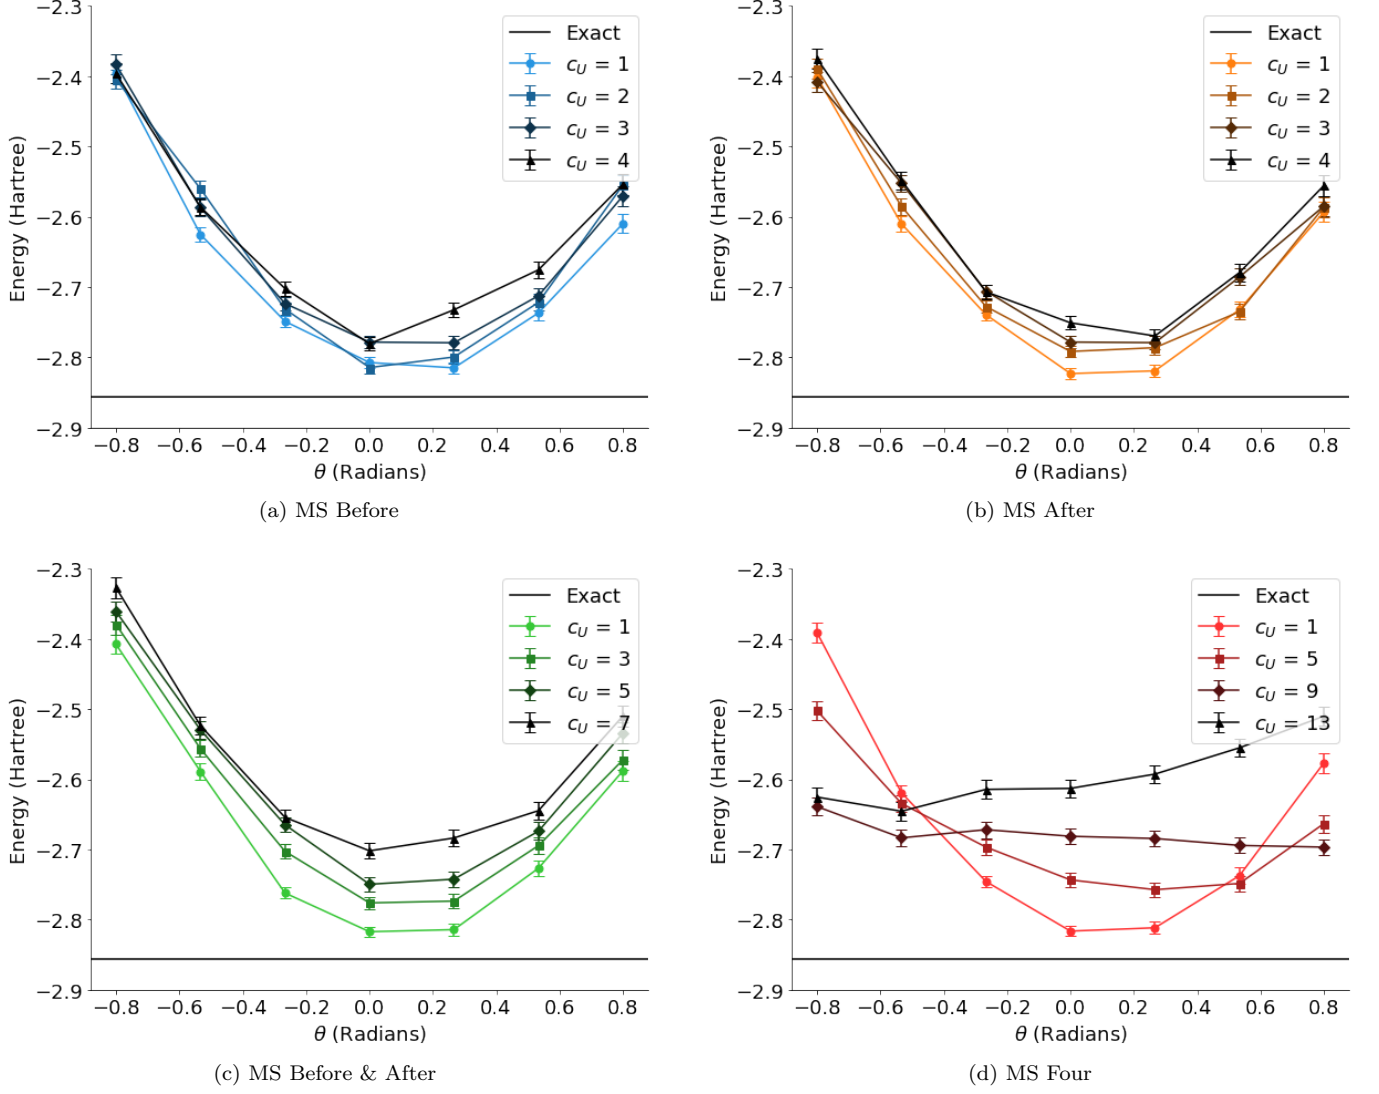 −2.3
−2.4
−2.5
−2.6
−2.7
−2.8
−2.9
Energy (Hartree)
Exact
c_U = 1
c_U = 2
c_U = 3
c_U = 4
−0.8 −0.6 −0.4 −0.2 0.0 0.2 0.4 0.6 0.8
θ (Radians)
(a) MS Before
−2.3
−2.4
−2.5
−2.6
−2.7
−2.8
−2.9
Energy (Hartree)
Exact
c_U = 1
c_U = 2
c_U = 3
c_U = 4
−0.8 −0.6 −0.4 −0.2 0.0 0.2 0.4 0.6 0.8
θ (Radians)
(b) MS After
−2.3
−2.4
−2.5
−2.6
−2.7
−2.8
−2.9
Energy (Hartree)
Exact
c_U = 1
c_U = 3
c_U = 5
c_U = 7
−0.8 −0.6 −0.4 −0.2 0.0 0.2 0.4 0.6 0.8
θ (Radians)
(c) MS Before & After
−2.3
−2.4
−2.5
−2.6
−2.7
−2.8
−2.9
Energy (Hartree)
Exact
c_U = 1
c_U = 5
c_U = 9
c_U = 13
−0.8 −0.6 −0.4 −0.2 0.0 0.2 0.4 0.6 0.8
θ (Radians)
(d) MS Four